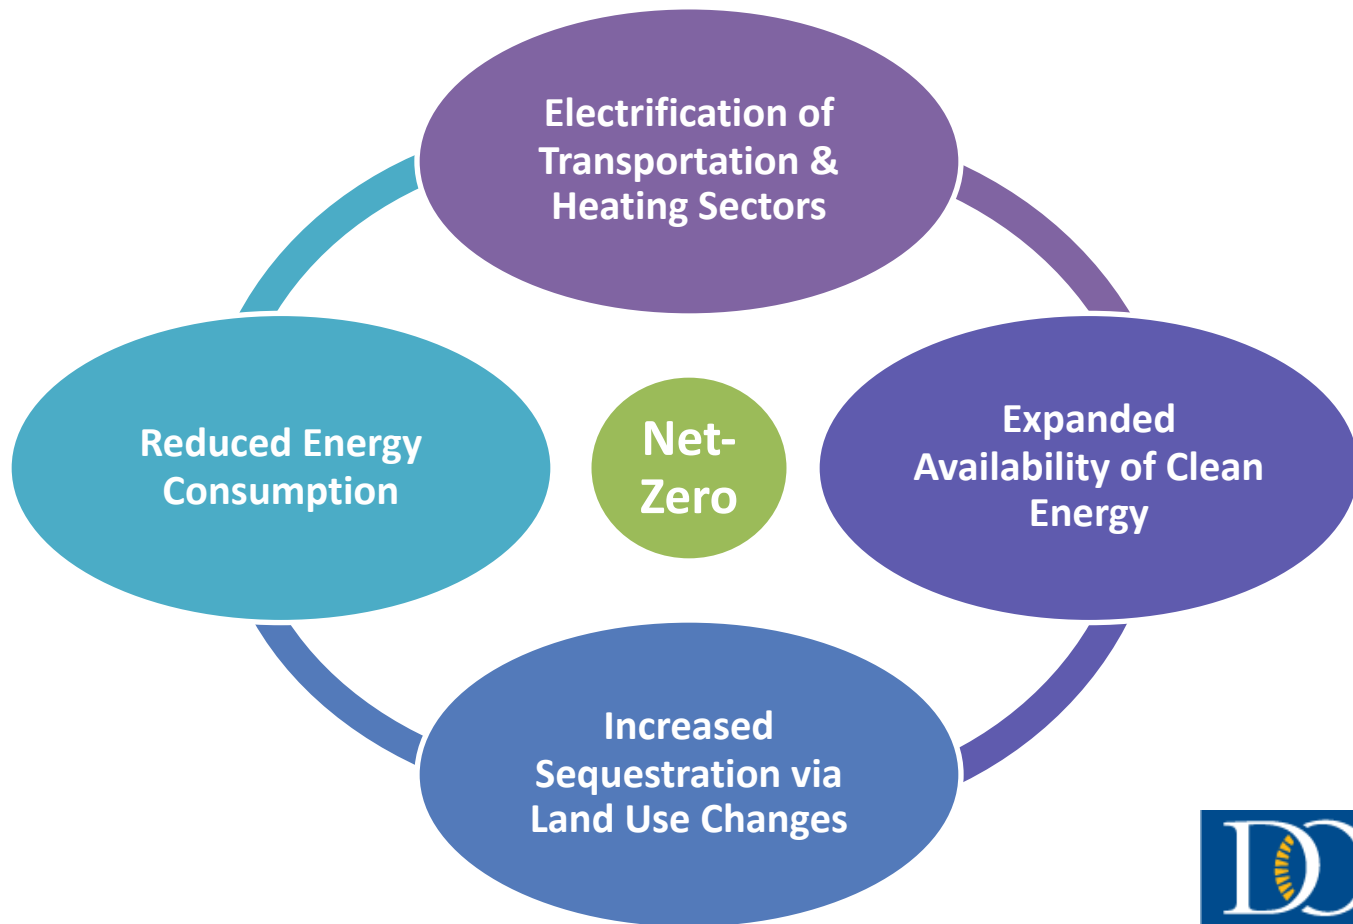 Electrification of
Transportation &
Heating Sectors
Reduced Energy
Consumption
Net-
Zero
Expanded
Availability of Clean
Energy
Increased
Sequestration via
Land Use Changes